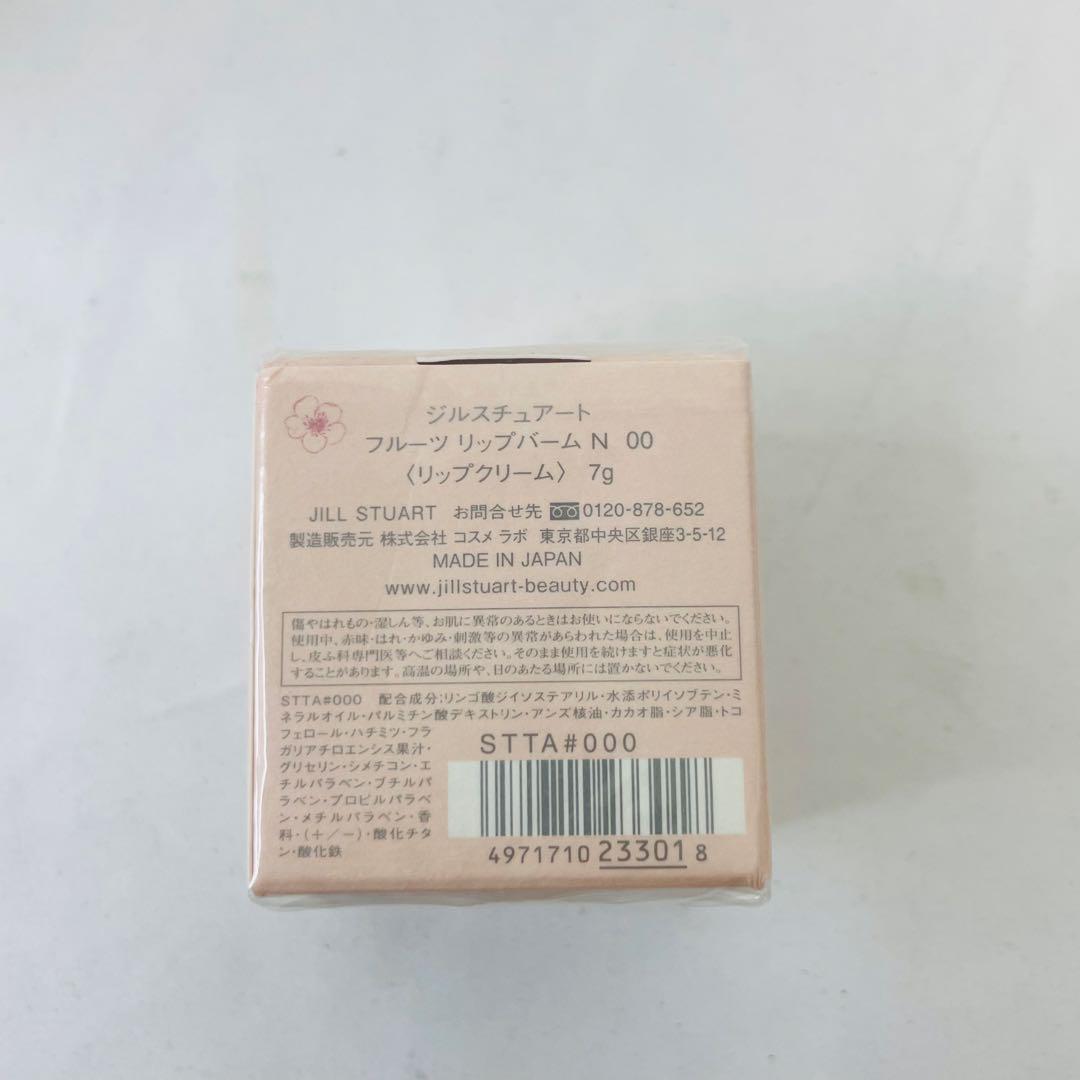 ジルスチュアート
フルーツ リップバーム N 00
〈リップクリーム〉 7g
JILL STUART お問合せ先 0120-878-652
製造販売元 株式会社 コスメ ラボ 東京都中央区銀座3-5-12
MADE IN JAPAN
www.jillstuart-beauty.com
傷やはれもの・湿しん等、お肌に異常のあるときはお使いにならないでください。
使用中、赤味・はれ・かゆみ・刺激等の異常があらわれた場合は、使用を中止
し、皮ふ科専門医等へご相談ください。そのまま使用を続けますと症状が悪化
することがあります。高温の場所や、日のあたる場所には置かないでください。
STTA#000 配合成分:リンゴ酸ジイソステアリル・水添ポリイソブテン・ミ
ネラルオイル・パルミチン酸デキストリン・アンズ核油・カカオ脂・シア脂・トコ
フェロール・ハチミツ・フラ
ガリアチロエンシス果汁・
グリセリン・シメチコン・エ
チルパラベン・ブチルパ
ラベン・プロピルパラベ
ン・メチルパラベン・香
料・(+/−)・酸化チタ
ン・酸化鉄
STTA#000
4971710 233018